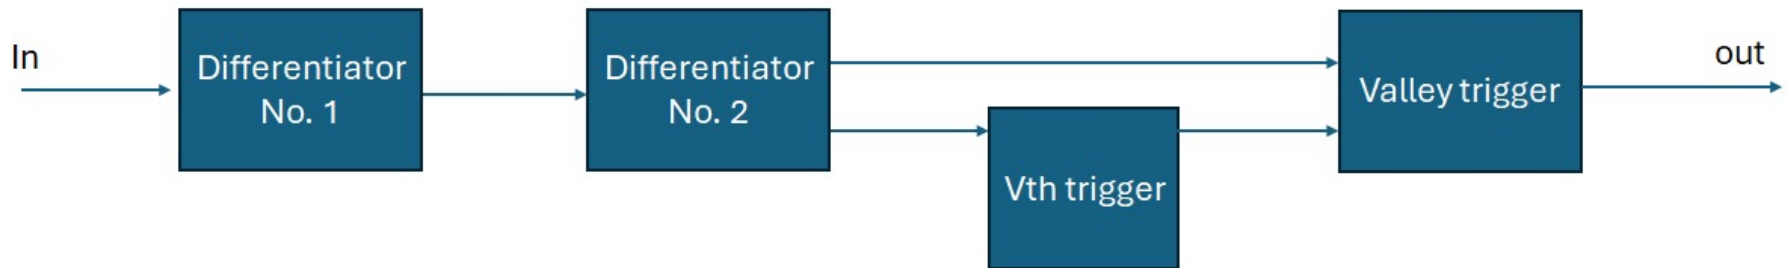 In
Differentiator
No. 1
Differentiator
No. 2
Vth trigger
Valley trigger
out